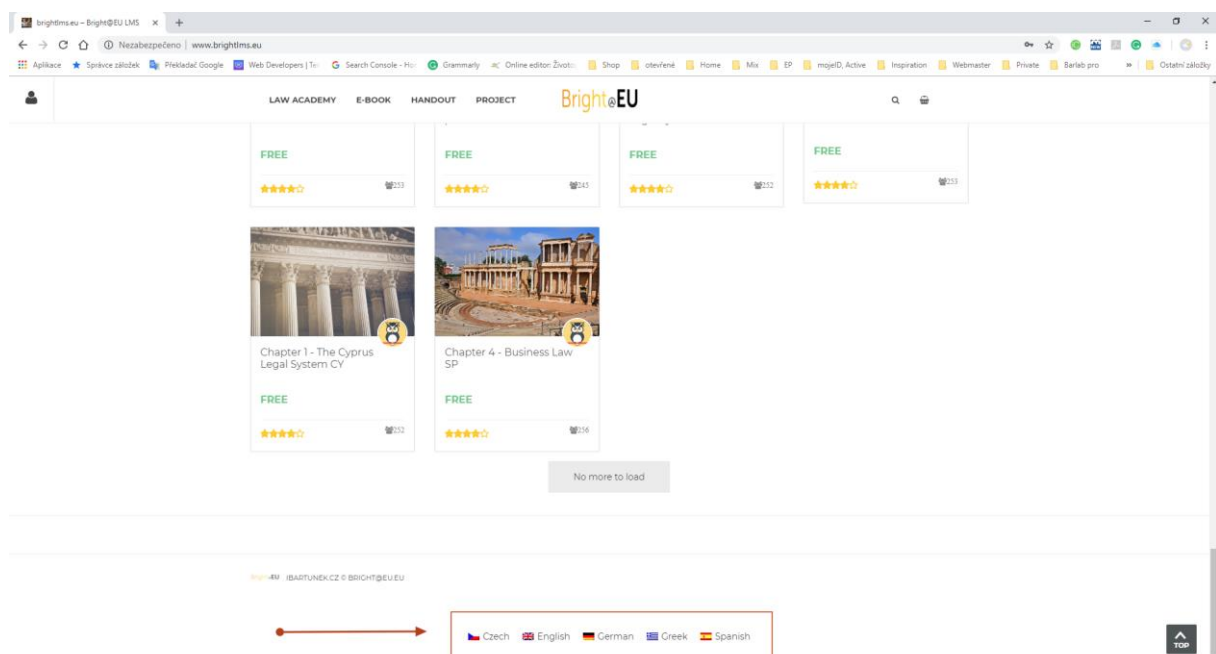 brightlms.eu – Bright@EU LMS
Nezabezpečeno | www.brightlms.eu
Aplikace Správce záložek Překladač Google Web Developers | Te Search Console - Ho Grammarly Online editor: Život Shop otevřené Home Mix EP mojeID, Active Inspiration Webmaster Private Barlab pro » Ostatní záložky
LAW ACADEMY E-BOOK HANDOUT PROJECT Bright@EU
FREE FREE FREE FREE
253 243 252 253
Chapter 1 - The Cyprus
Legal System CY
Chapter 4 - Business Law
SP
FREE FREE
252 256
No more to load
Bright@EU IBARTUNEK.CZ © BRIGHT@EU.EU
Czech English German Greek Spanish
TOP